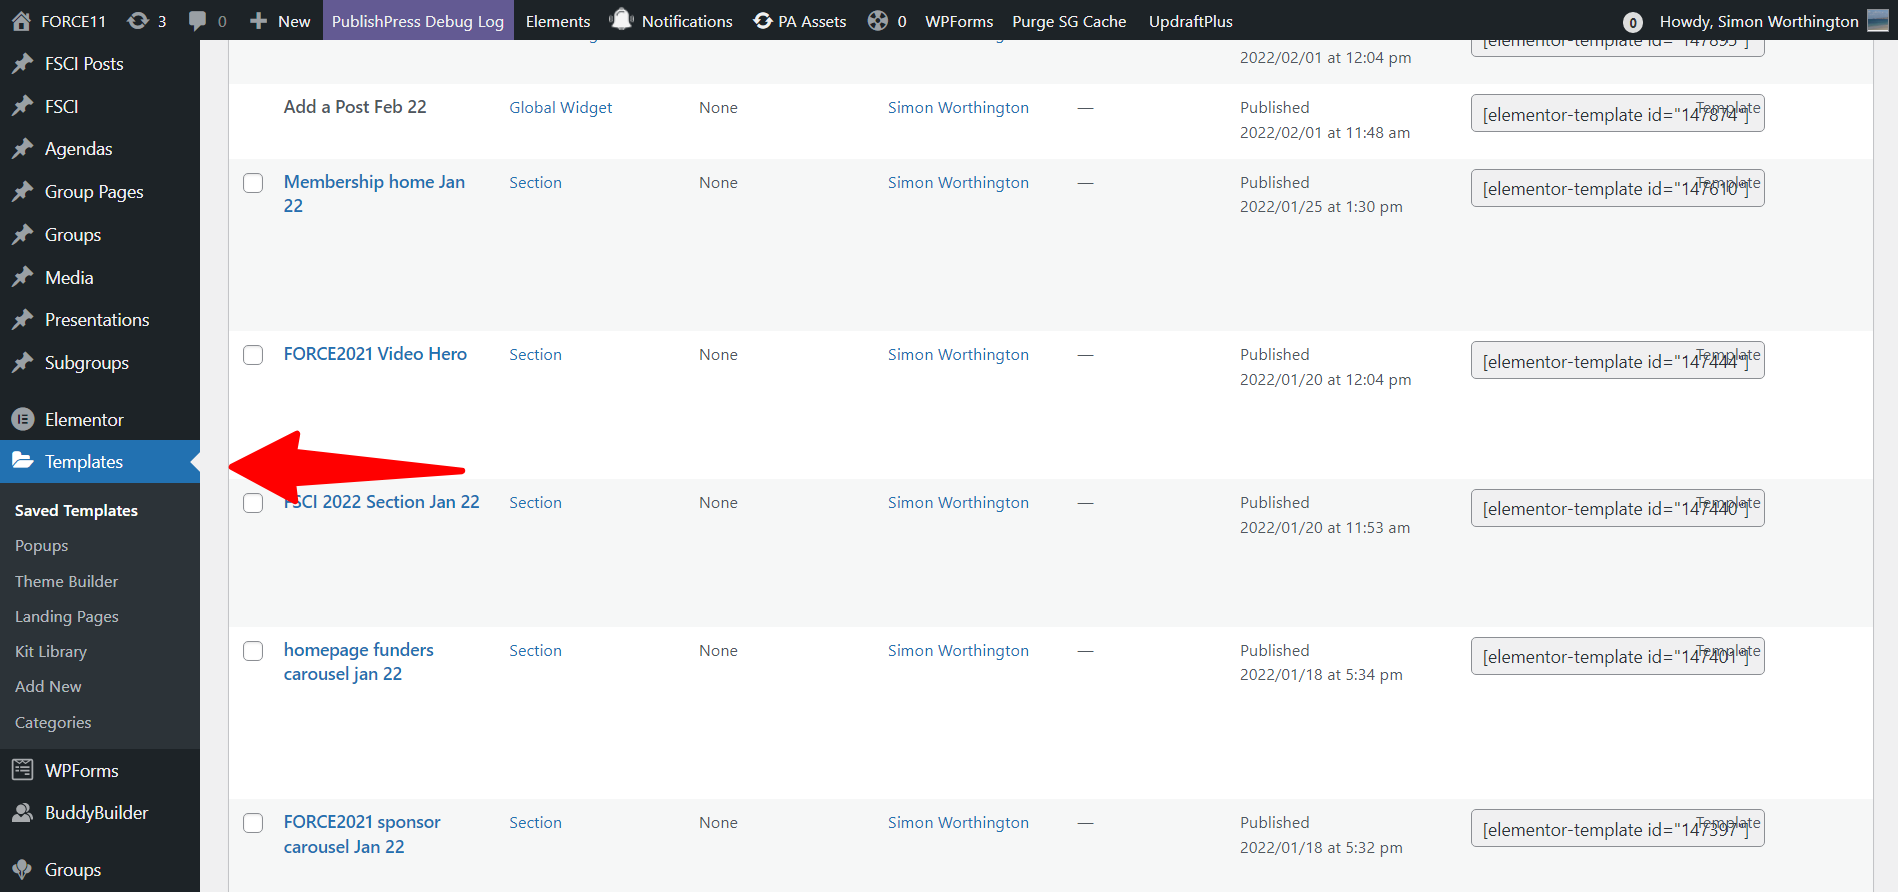 FORCE11 3 0 New PublishPress Debug Log Elements Notifications PA Assets 0 WPForms Purge SG Cache UpdraftPlus 0 Howdy, Simon Worthington
FSCI Posts
FSCI
Agendas
Group Pages
Groups
Media
Presentations
Subgroups
Elementor
Templates
Saved Templates
Popups
Theme Builder
Landing Pages
Kit Library
Add New
Categories
WPForms
BuddyBuilder
Groups
2022/02/01 at 12:04 pm
[elementor-template id="147895"]
Add a Post Feb 22
Global Widget
None
Simon Worthington
—
Published
2022/02/01 at 11:48 am
Template
[elementor-template id="147874"]
Membership home Jan
22
Section
None
Simon Worthington
—
Published
2022/01/25 at 1:30 pm
Template
[elementor-template id="147610"]
FORCE2021 Video Hero
Section
None
Simon Worthington
—
Published
2022/01/20 at 12:04 pm
Template
[elementor-template id="147444"]
FSCI 2022 Section Jan 22
Section
None
Simon Worthington
—
Published
2022/01/20 at 11:53 am
Template
[elementor-template id="147440"]
homepage funders
carousel jan 22
Section
None
Simon Worthington
—
Published
2022/01/18 at 5:34 pm
Template
[elementor-template id="147401"]
FORCE2021 sponsor
carousel Jan 22
Section
None
Simon Worthington
—
Published
2022/01/18 at 5:32 pm
Template
[elementor-template id="147397"]